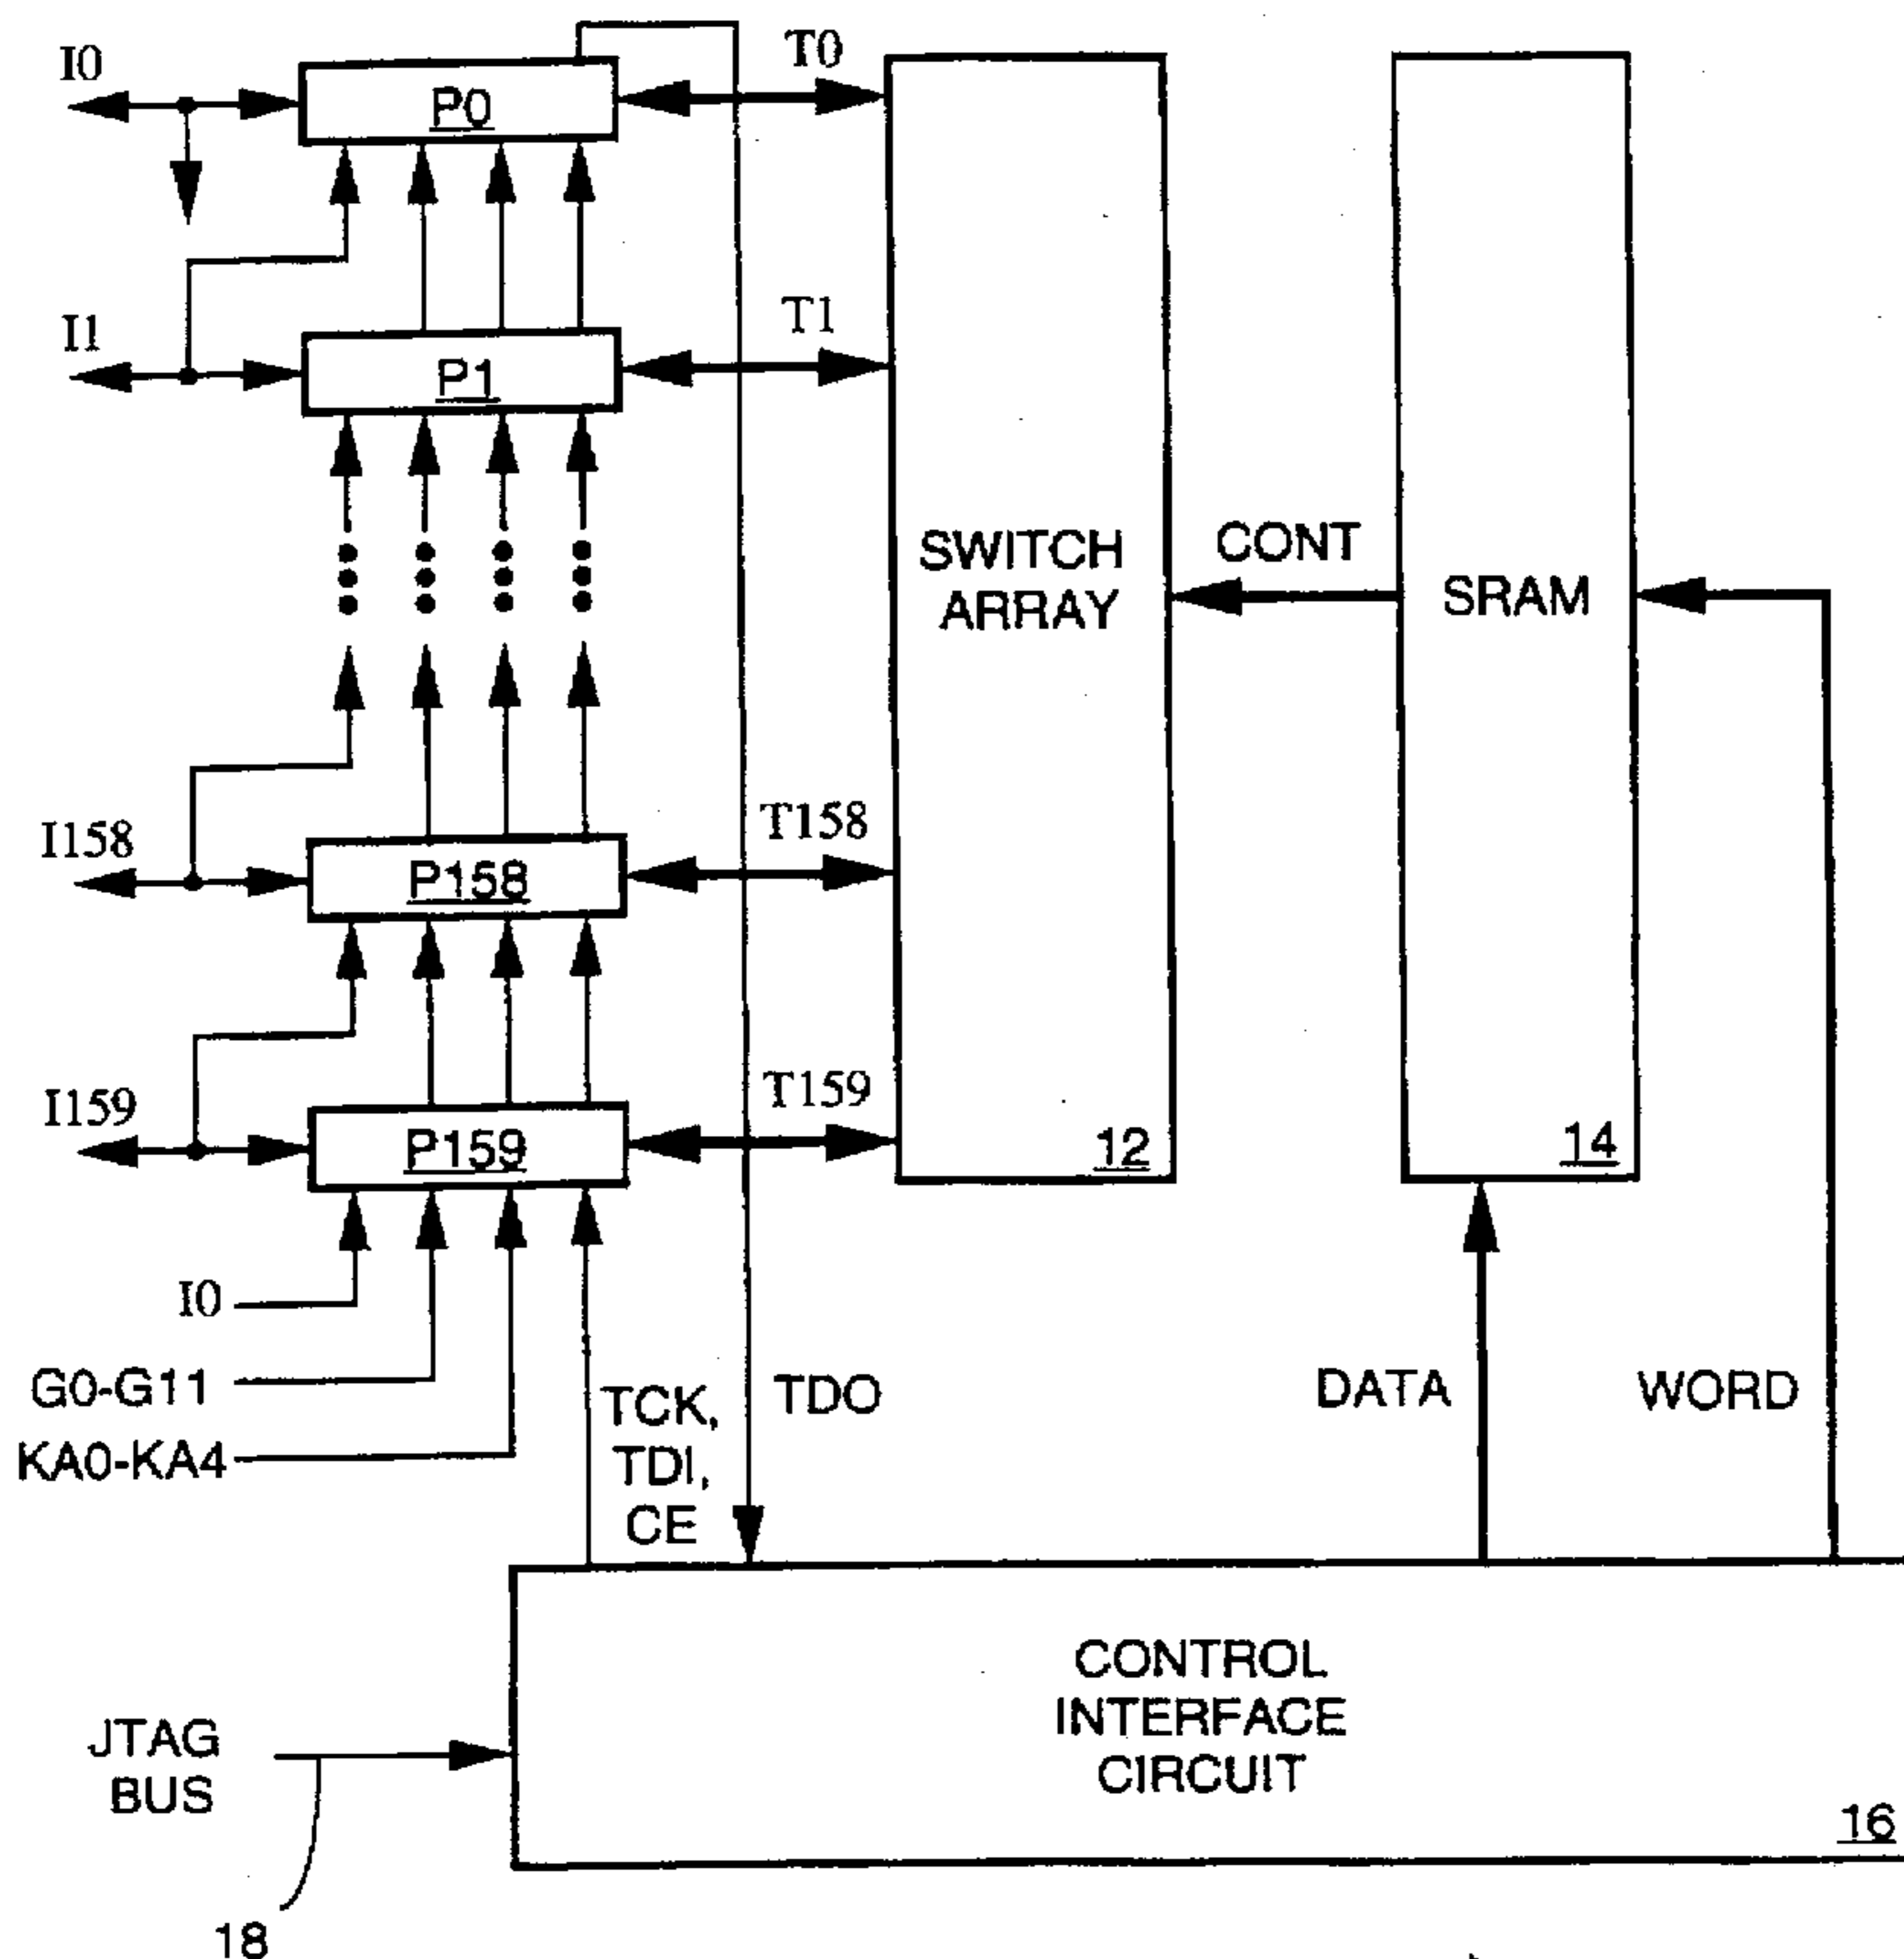 I0
P0
T0
I1
P1
T1
SWITCH
ARRAY
CONT
SRAM
I158
P158
T158
I159
P159
T159
12
14
I0
G0-G11
KA0-KA4
TCK,
TDI,
CE
TDO
DATA
WORD
CONTROL
INTERFACE
CIRCUIT
16
JTAG
BUS
18